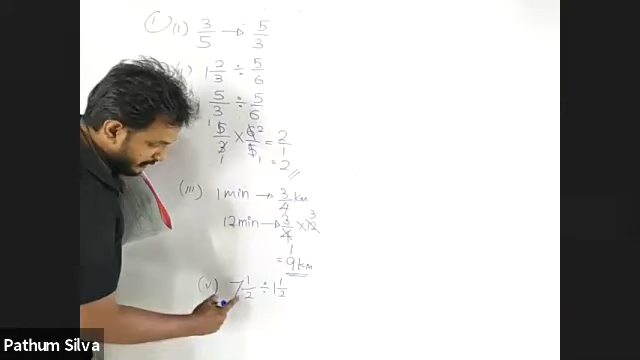 ① (i) 3/5 → 5/3
1 2/3 ÷ 5/6
5/3 ÷ 5/6
5/3 × 6/5 = 2/1
= 2
(iii) 1 min → 3/4 km
12 min → 3/4 × 12
= 9 km
7 1/2 ÷ 1 1/2
Pathum Silva